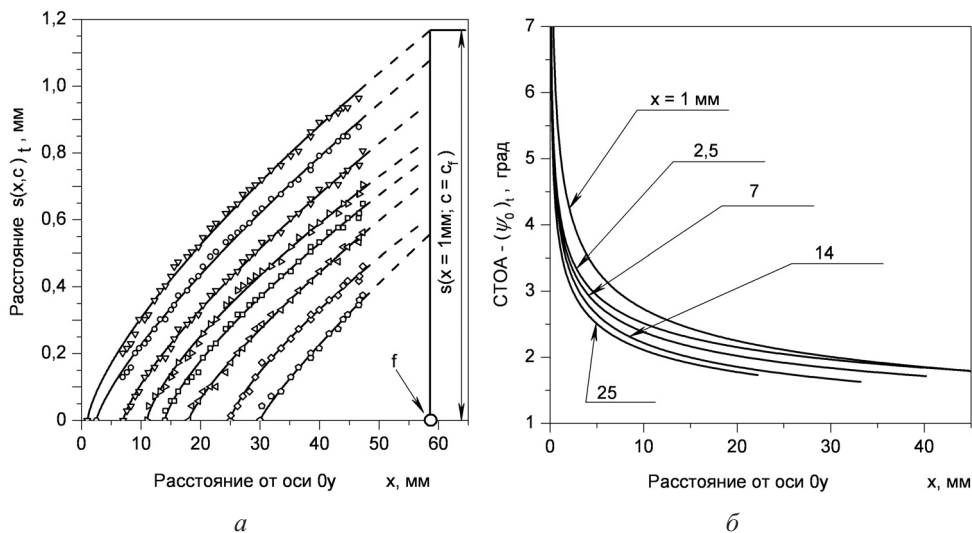 1,2
1,0
0,8
0,6
0,4
0,2
0
Расстояние s(x,c)t , мм
s(x = 1мм; c = cf)
f
0 10 20 30 40 50 60
Расстояние от оси 0y x, мм
а
7
6
5
4
3
2
1
СТОА - (ψ0)t , град
x = 1 мм
2,5
7
14
25
0 10 20 30 40
Расстояние от оси 0y x, мм
б